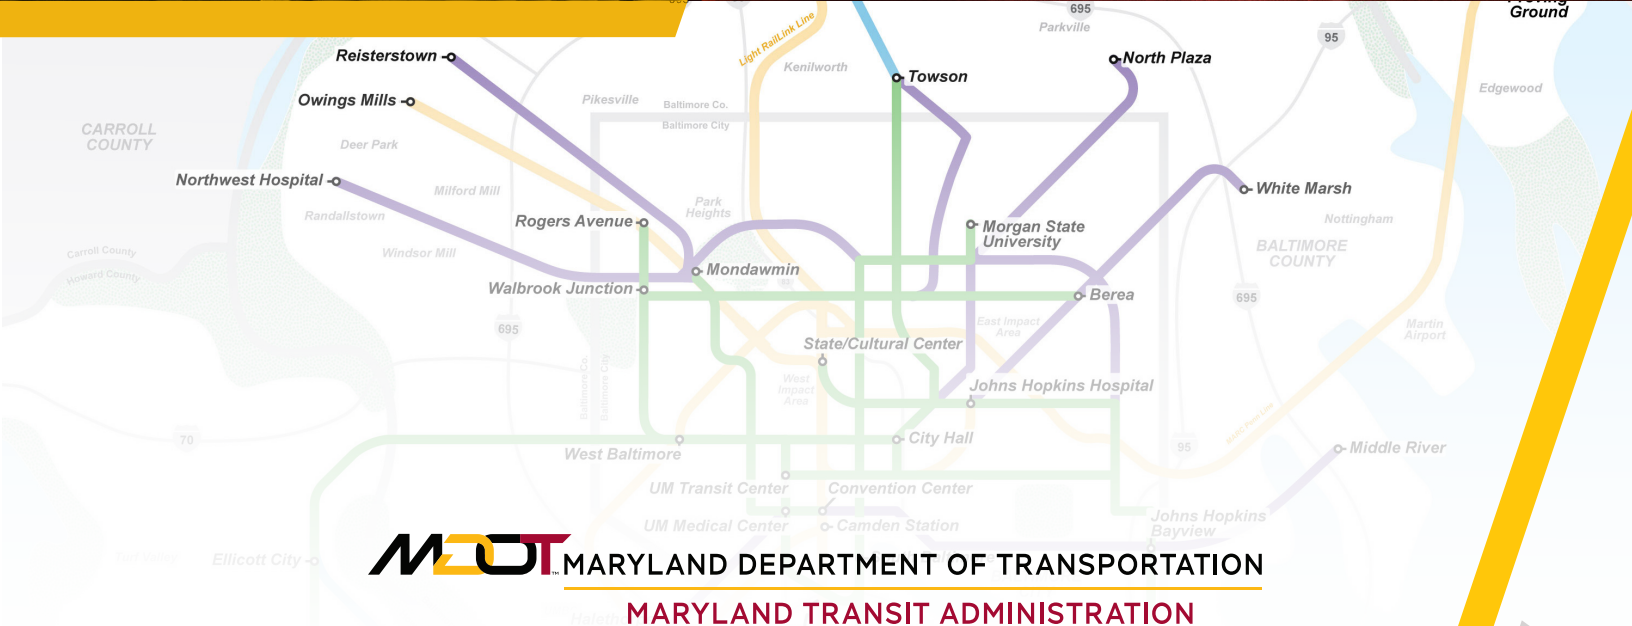 695
Ground
Parkville
95
Light RailLink Line
Reisterstown
North Plaza
Kenilworth
Towson
Edgewood
Owings Mills
Pikesville
Baltimore Co.
Baltimore City
CARROLL
COUNTY
Deer Park
Northwest Hospital
Milford Mill
White Marsh
Park
Heights
Randallstown
Rogers Avenue
Morgan State
University
Nottingham
Carroll County
Howard County
Windsor Mill
BALTIMORE
COUNTY
Mondawmin
Walbrook Junction
Berea
695
695
East Impact
Area
Martin
Airport
State/Cultural Center
Baltimore Co.
Baltimore City
West
Impact
Area
Johns Hopkins Hospital
70
City Hall
95
West Baltimore
Middle River
UM Transit Center
Convention Center
UM Medical Center
Camden Station
Johns Hopkins
Bayview
Ellicott City
MDOT™
MARYLAND DEPARTMENT OF TRANSPORTATION
MARYLAND TRANSIT ADMINISTRATION